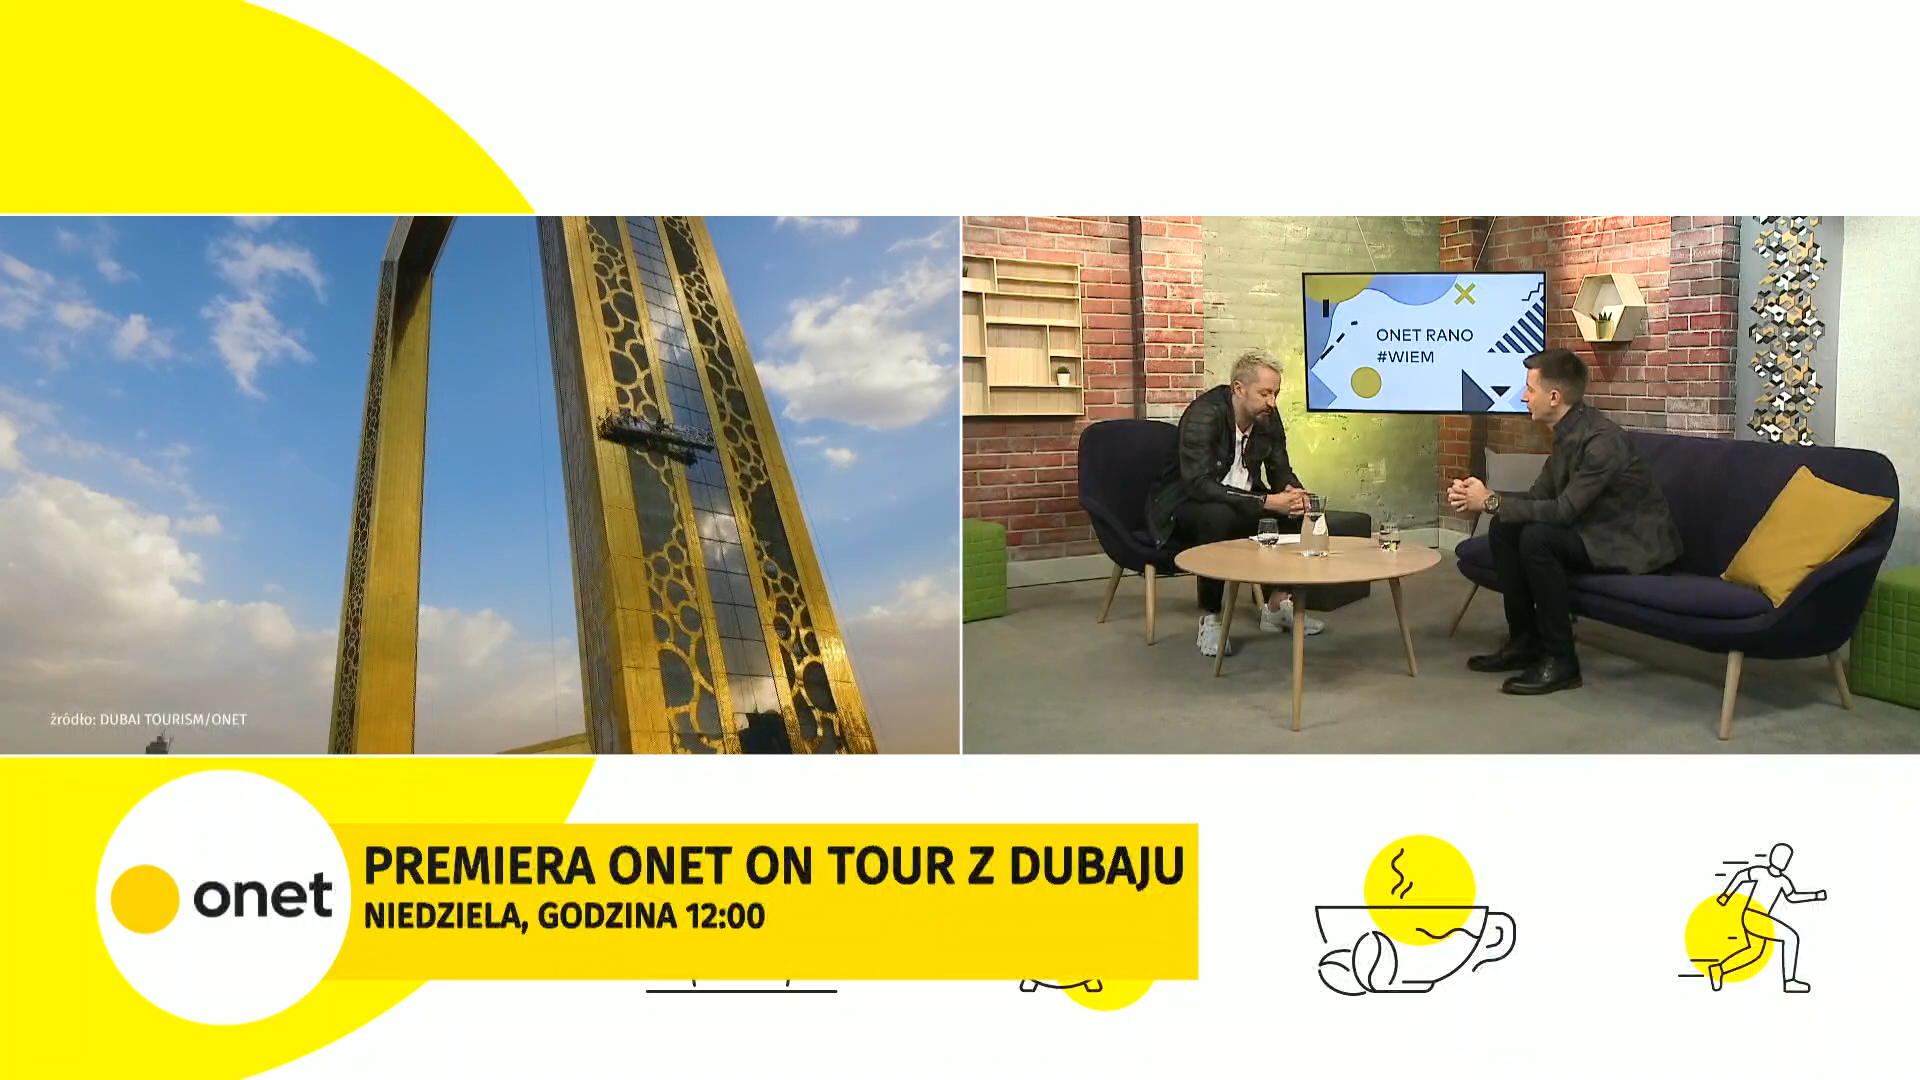 ONET RANO
#WIEM
źródło: DUBAI TOURISM/ONET
onet
PREMIERA ONET ON TOUR Z DUBAJU
NIEDZIELA, GODZINA 12:00